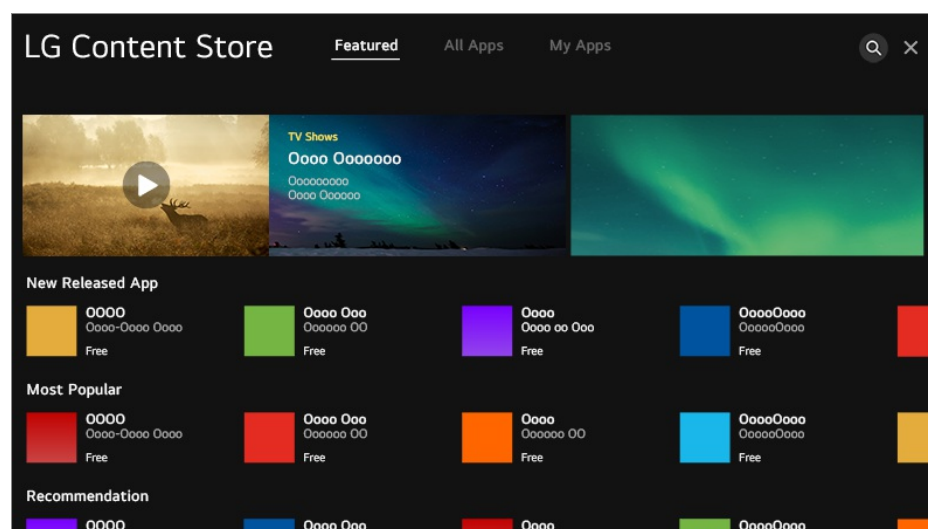 LG Content Store
Featured
All Apps
My Apps
TV Shows
Oooo Ooooooo
Ooooooooo
Oooo Oooooo
New Released App
OOOO
Oooo-Oooo Oooo
Free
Oooo Ooo
Oooooo OO
Free
Oooo
Oooo oo Ooo
Free
OoooOooo
OooooOooo
Free
Most Popular
OOOO
Oooo-Oooo Oooo
Free
Oooo Ooo
Oooooo OO
Free
Oooo
Oooooo OO
Free
OoooOooo
OooooOooo
Free
Recommendation
OOOO
Oooo Ooo
Oooo
OoooOooo